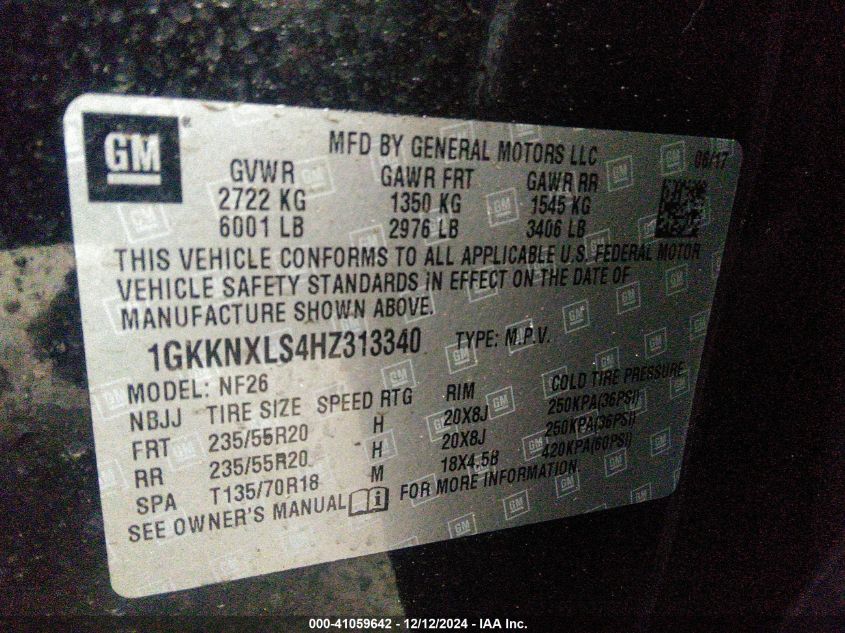 GM ®
MFD BY GENERAL MOTORS LLC 06/17
GVWR GAWR FRT GAWR RR
2722 KG 1350 KG 1545 KG
6001 LB 2976 LB 3406 LB
THIS VEHICLE CONFORMS TO ALL APPLICABLE U.S. FEDERAL MOTOR
VEHICLE SAFETY STANDARDS IN EFFECT ON THE DATE OF
MANUFACTURE SHOWN ABOVE.
1GKKNXLS4HZ313340 TYPE: M.P.V.
MODEL: NF26
NBJJ TIRE SIZE SPEED RTG RIM COLD TIRE PRESSURE
FRT 235/55R20 H 20X8J 250KPA(36PSI)
RR 235/55R20 H 20X8J 250KPA(36PSI)
SPA T135/70R18 M 18X4.5B 420KPA(60PSI)
SEE OWNER'S MANUAL FOR MORE INFORMATION.
000-41059642 - 12/12/2024 - IAA Inc.